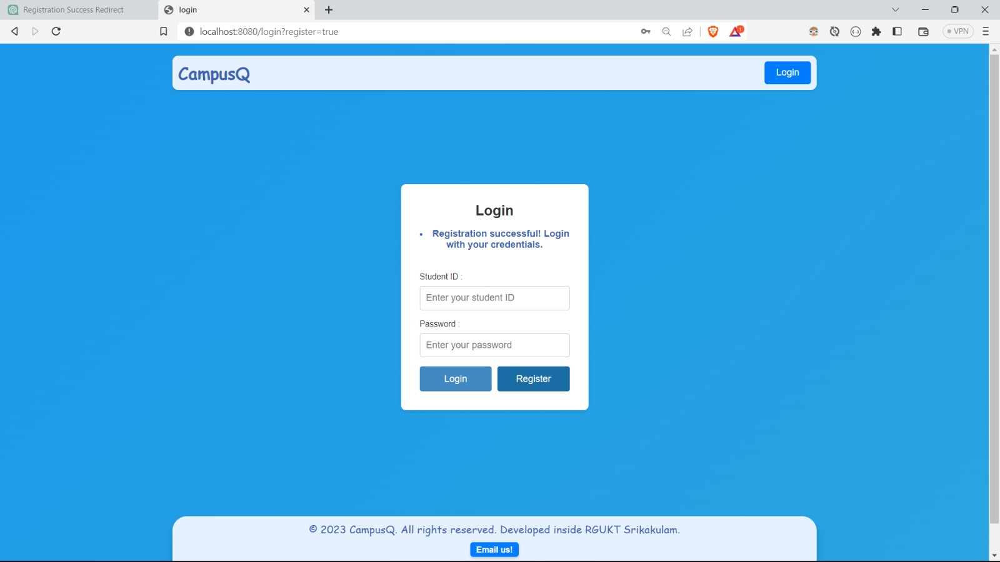 Registration Success Redirect
login
localhost:8080/login?register=true
1
VPN
CampusQ
Login
Login
• Registration successful! Login
with your credentials.
Student ID :
Enter your student ID
Password :
Enter your password
Login
Register
© 2023 CampusQ. All rights reserved. Developed inside RGUKT Srikakulam.
Email us!